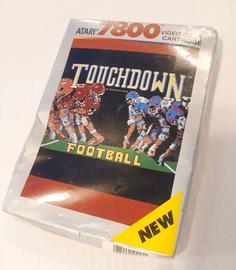 ATARI 7800 VIDEO GAME
CARTRIDGE
TOUCHDOWN
FOOTBALL
NEW